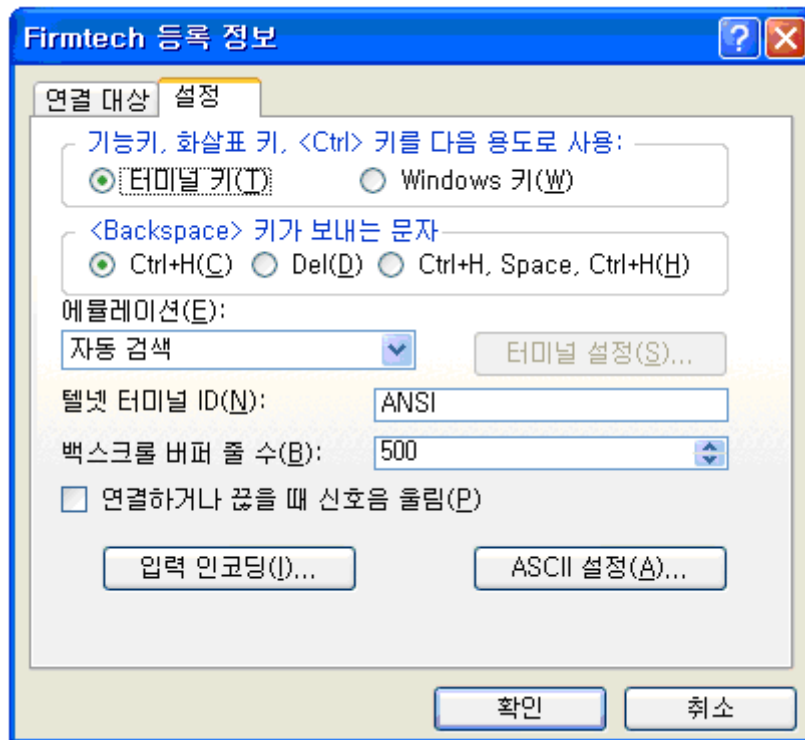 Firmtech 등록 정보
연결 대상 설정
기능키, 화살표 키, <Ctrl> 키를 다음 용도로 사용:
터미널 키(T) Windows 키(W)
<Backspace> 키가 보내는 문자
Ctrl+H(C) Del(D) Ctrl+H, Space, Ctrl+H(H)
에뮬레이션(E):
자동 검색 터미널 설정(S)...
텔넷 터미널 ID(N): ANSI
백스크롤 버퍼 줄 수(B): 500
연결하거나 끊을 때 신호음 울림(P)
입력 인코딩(I)... ASCII 설정(A)...
확인 취소